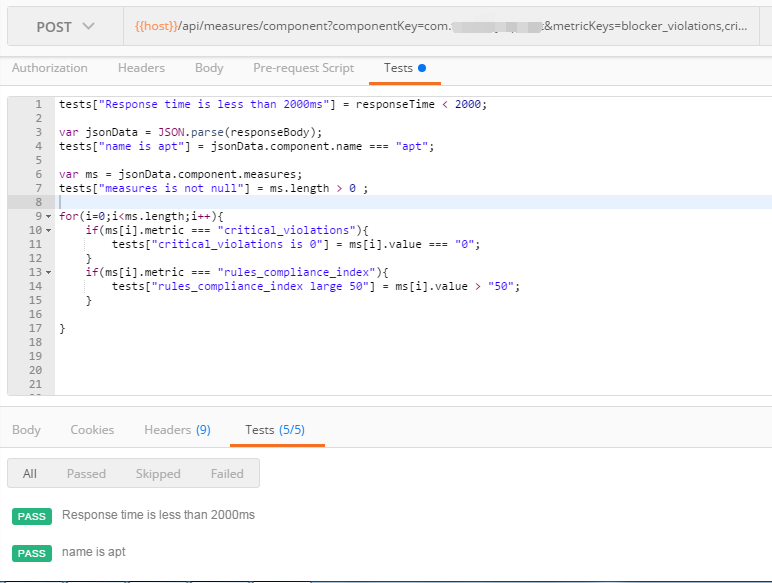 POST {{host}}/api/measures/component?componentKey=com. &metricKeys=blocker_violations,cri...
Authorization Headers Body Pre-request Script Tests
1 tests["Response time is less than 2000ms"] = responseTime < 2000;
2
3 var jsonData = JSON.parse(responseBody);
4 tests["name is apt"] = jsonData.component.name === "apt";
5
6 var ms = jsonData.component.measures;
7 tests["measures is not null"] = ms.length > 0 ;
8
9 for(i=0;i<ms.length;i++){
10 if(ms[i].metric === "critical_violations"){
11 tests["critical_violations is 0"] = ms[i].value === "0";
12 }
13 if(ms[i].metric === "rules_compliance_index"){
14 tests["rules_compliance_index large 50"] = ms[i].value > "50";
15 }
16
17 }
18
19
20
21
Body Cookies Headers (9) Tests (5/5)
All Passed Skipped Failed
PASS Response time is less than 2000ms
PASS name is apt